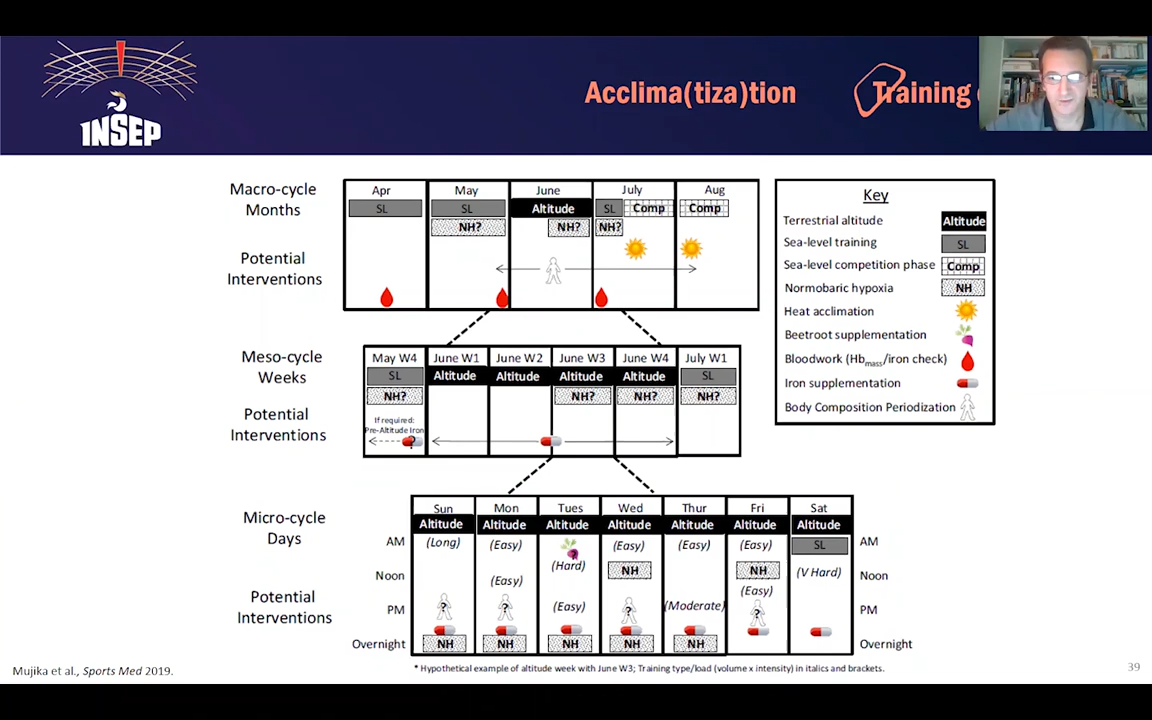 INSEP
Acclima(tiza)tion
Training
Macro-cycle
Months
Potential
Interventions
Apr
May
June
July
Aug
SL
SL
Altitude
SL
Comp
Comp
NH?
NH?
NH?
Key
Terrestrial altitude
Altitude
Sea-level training
SL
Sea-level competition phase
Comp
Normobaric hypoxia
NH
Heat acclimation
Beetroot supplementation
Bloodwork (Hbmass/iron check)
Iron supplementation
Body Composition Periodization
Meso-cycle
Weeks
Potential
Interventions
May W4
June W1
June W2
June W3
June W4
July W1
SL
Altitude
Altitude
Altitude
Altitude
SL
NH?
NH?
NH?
NH?
If required:
Pre-Altitude Iron
?
Micro-cycle
Days
Potential
Interventions
Sun
Mon
Tues
Wed
Thur
Fri
Sat
Altitude
Altitude
Altitude
Altitude
Altitude
Altitude
Altitude
AM
(Long)
(Easy)
?
(Easy)
(Easy)
(Easy)
SL
AM
(Hard)
NH
NH
(V Hard)
Noon
(Easy)
(Easy)
Noon
PM
?
?
(Easy)
?
(Moderate)
?
PM
Overnight
NH
NH
NH
NH
NH
Overnight
* Hypothetical example of altitude week with June W3; Training type/load (volume x intensity) in italics and brackets.
Mujika et al., Sports Med 2019.
39